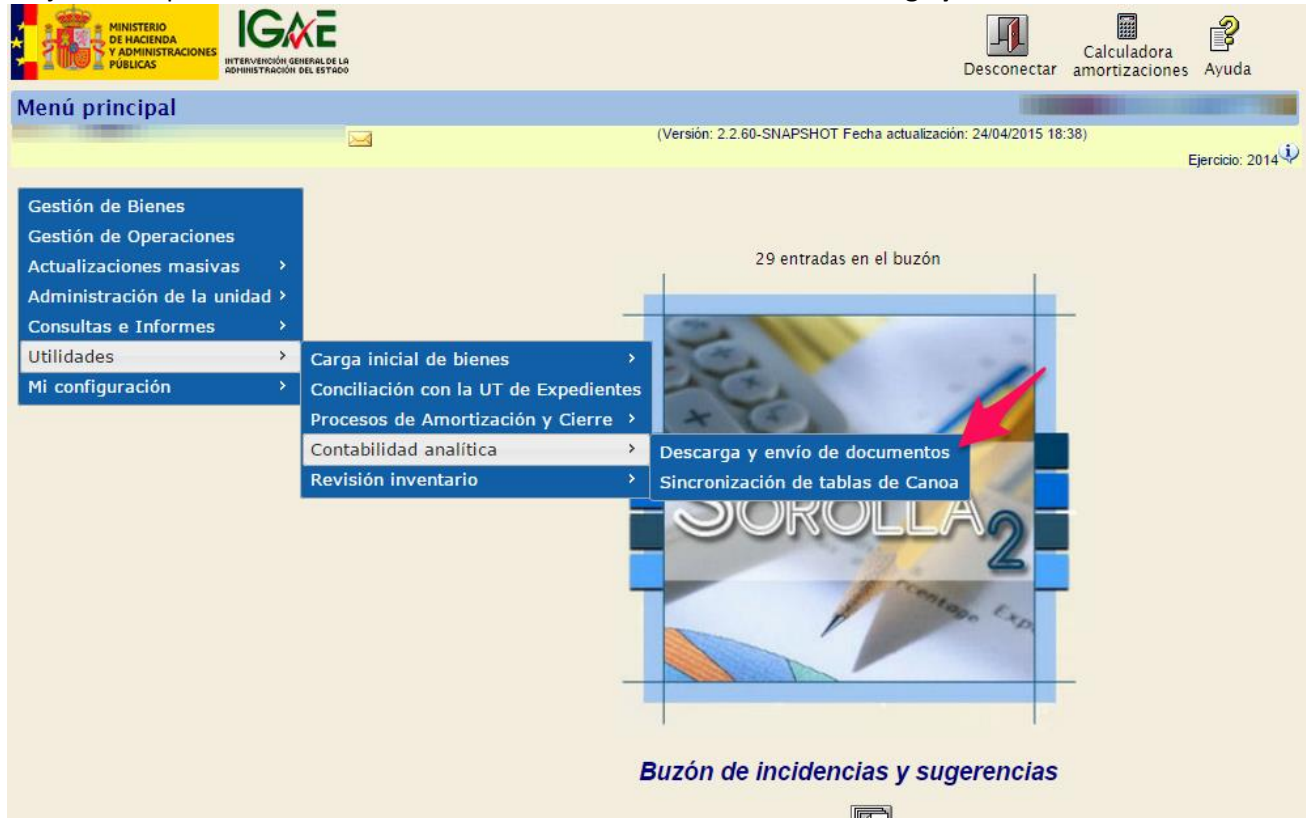 MINISTERIO
DE HACIENDA
Y ADMINISTRACIONES
PÚBLICAS
IGAE
INTERVENCIÓN GENERAL DE LA
ADMINISTRACIÓN DEL ESTADO
Desconectar
Calculadora
amortizaciones
Ayuda
Menú principal
(Versión: 2.2.60-SNAPSHOT Fecha actualización: 24/04/2015 18:38)
Ejercicio: 2014
Gestión de Bienes
Gestión de Operaciones
Actualizaciones masivas
Administración de la unidad
Consultas e Informes
Utilidades
Mi configuración
Carga inicial de bienes
Conciliación con la UT de Expedientes
Procesos de Amortización y Cierre
Contabilidad analítica
Revisión inventario
Descarga y envío de documentos
Sincronización de tablas de Canoa
29 entradas en el buzón
SOROLLA2
Buzón de incidencias y sugerencias